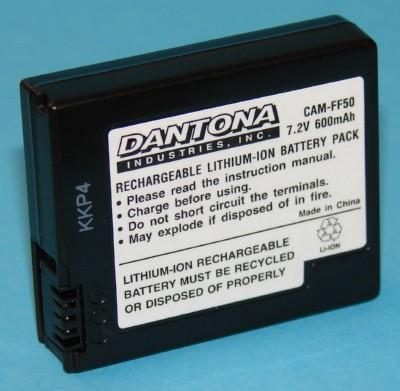 DANTONA
INDUSTRIES, INC.
CAM-FF50
7.2V 600mAh
RECHARGEABLE LITHIUM-ION BATTERY PACK
• Please read the instruction manual.
• Charge before using.
• Do not short circuit the terminals.
• May explode if disposed of in fire.
Made in China
LITHIUM-ION RECHARGEABLE
BATTERY MUST BE RECYCLED
OR DISPOSED OF PROPERLY
LI-ION
KKP4